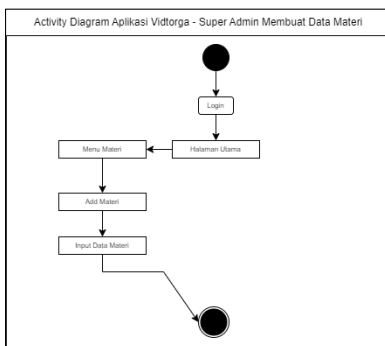 Activity Diagram Aplikasi Vidtorga - Super Admin Membuat Data Materi
Login
Menu Materi
Halaman Utama
Add Materi
Input Data Materi